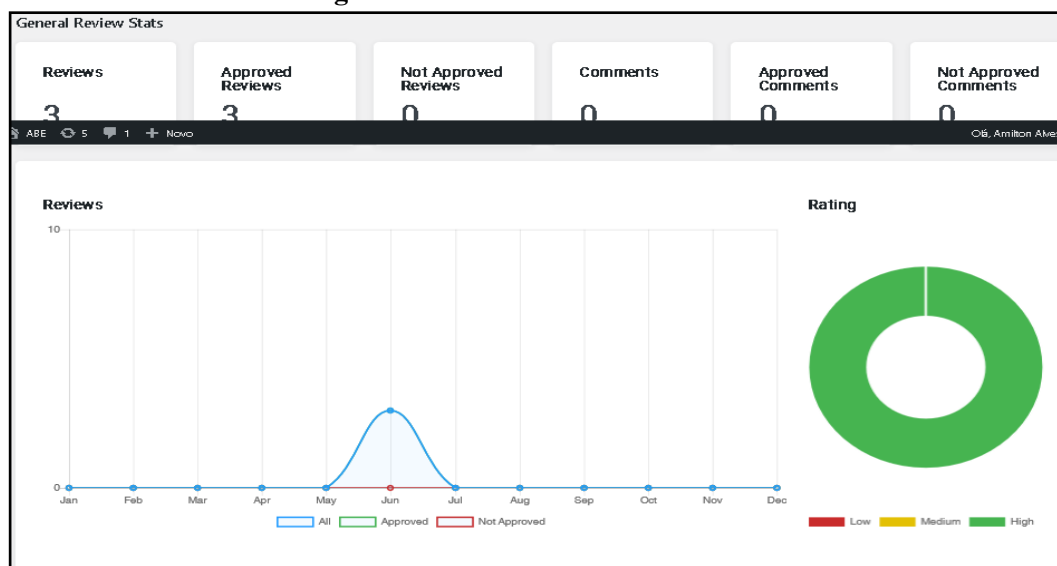 General Review Stats
Reviews Approved Reviews Not Approved Reviews Comments Approved Comments Not Approved Comments
3 3 0 0 0 0
ABE 5 1 + Novo Olá, Amilton Alves
Reviews Rating
10
0
Jan Feb Mar Apr May Jun Jul Aug Sep Oct Nov Dec
All Approved Not Approved Low Medium High